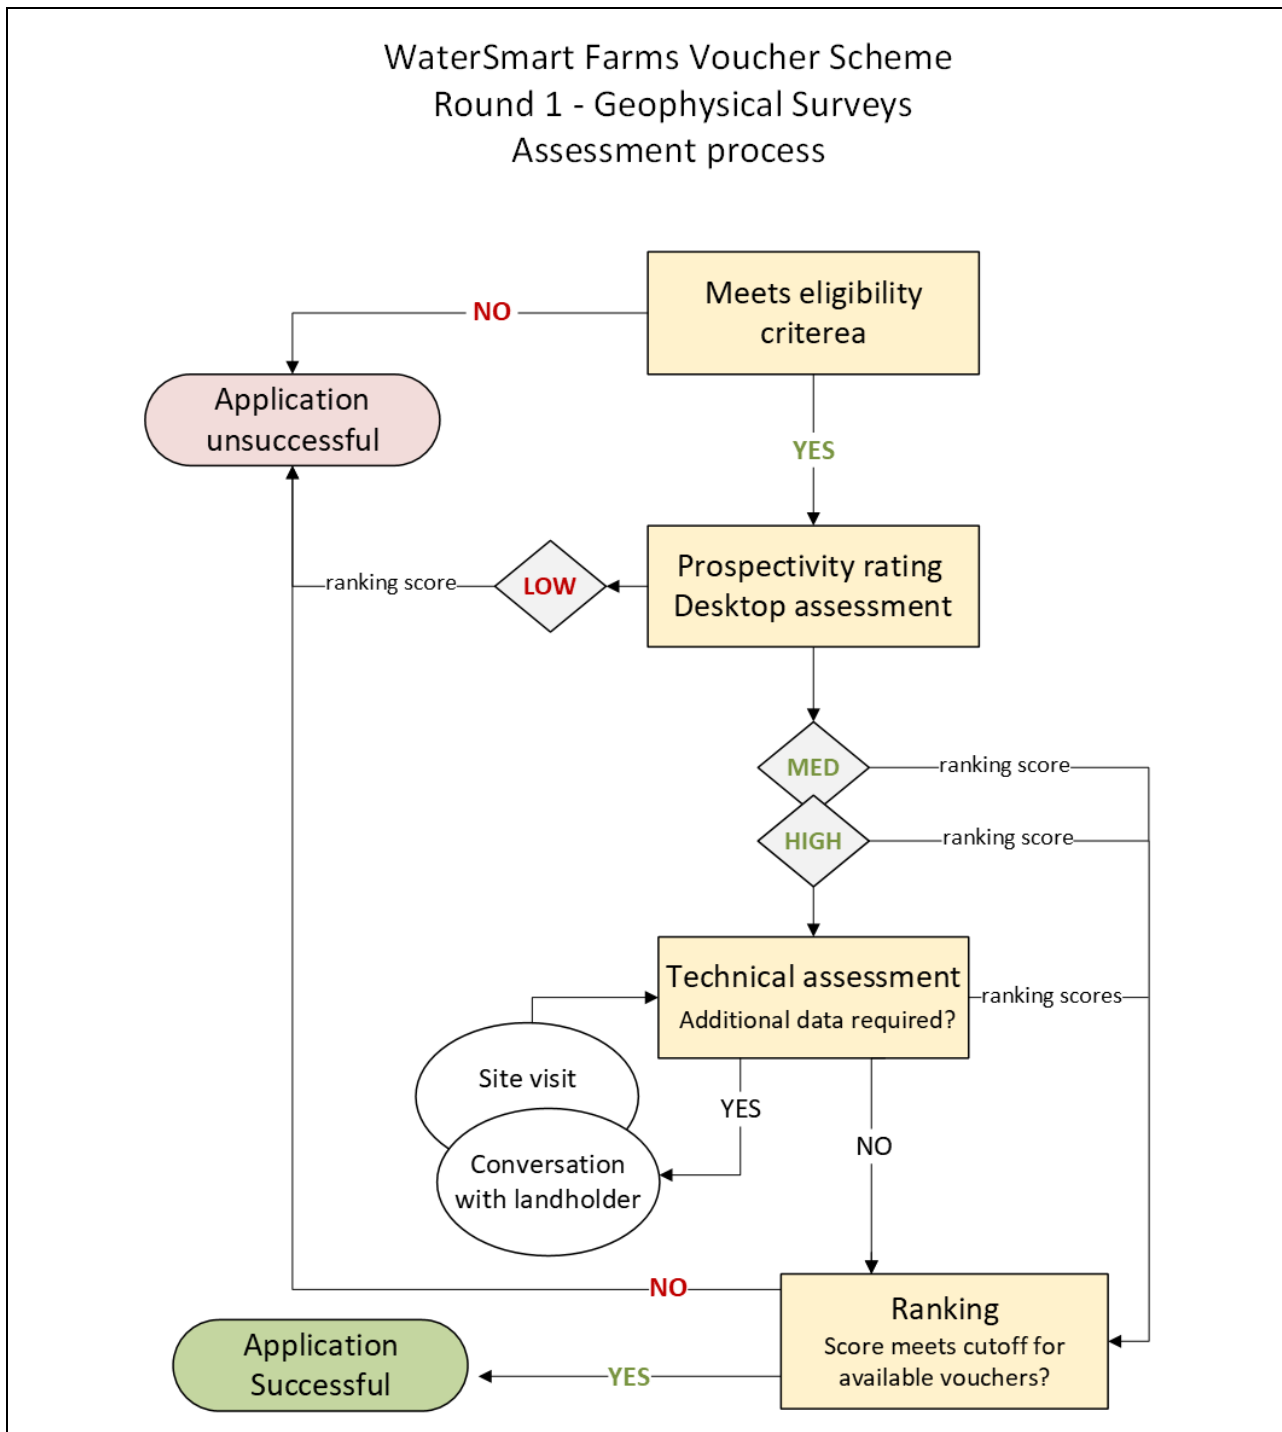 WaterSmart Farms Voucher Scheme
Round 1 - Geophysical Surveys
Assessment process
Meets eligibility
criterea
NO
Application
unsuccessful
YES
Prospectivity rating
Desktop assessment
LOW
ranking score
MED
ranking score
HIGH
ranking score
Technical assessment
Additional data required?
ranking scores
Site visit
YES
NO
Conversation
with landholder
NO
Ranking
Score meets cutoff for
available vouchers?
YES
Application
Successful